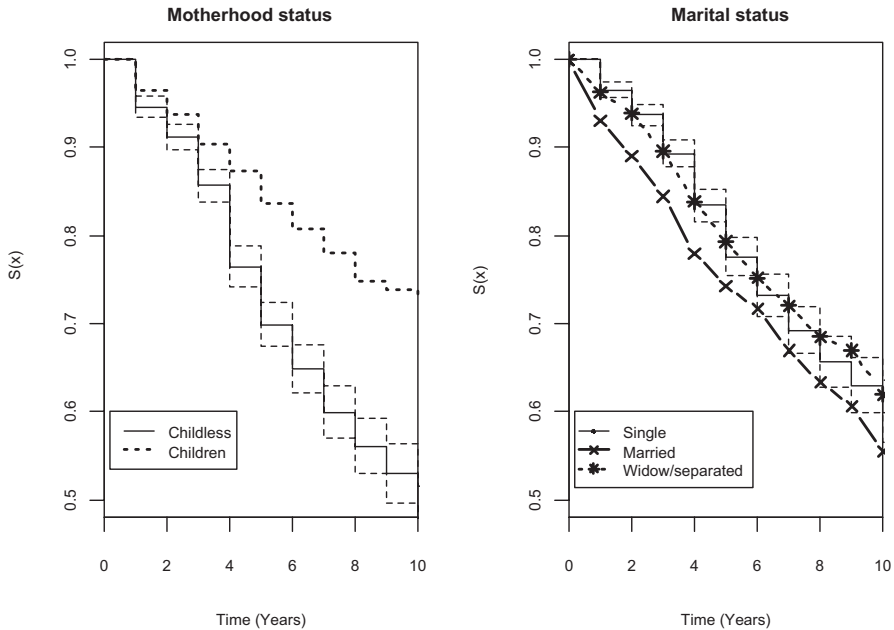 Motherhood status
S(x)
1.0
0.9
0.8
0.7
0.6
0.5
Childless
Children
0 2 4 6 8 10
Time (Years)
Marital status
S(x)
1.0
0.9
0.8
0.7
0.6
0.5
Single
Married
Widow/separated
0 2 4 6 8 10
Time (Years)